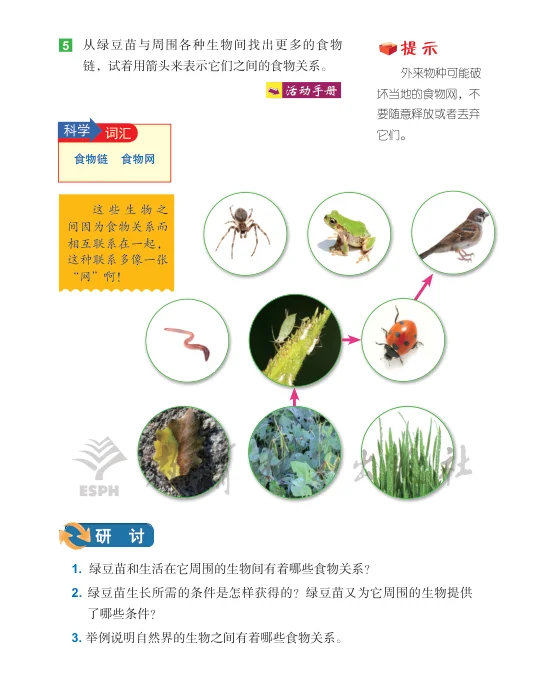 5 从绿豆苗与周围各种生物间找出更多的食物
链，试着用箭头来表示它们之间的食物关系。
活动手册
提示
外来物种可能破
坏当地的食物网，不
要随意释放或者丢弃
它们。
科学 词汇
食物链 食物网
这些生物之
间因为食物关系而
相互联系在一起，
这种联系多像一张
“网”啊！
ESPH
出 社
研 讨
1. 绿豆苗和生活在它周围的生物间有着哪些食物关系？
2. 绿豆苗生长所需的条件是怎样获得的？绿豆苗又为它周围的生物提供
了哪些条件？
3. 举例说明自然界的生物之间有着哪些食物关系。